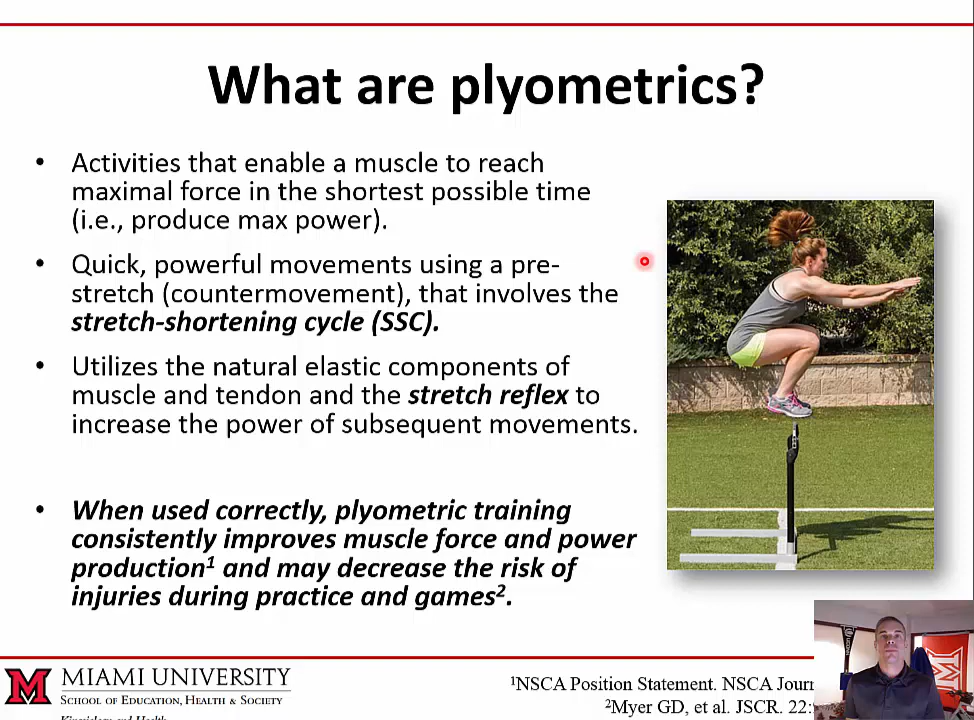 What are plyometrics?
• Activities that enable a muscle to reach
maximal force in the shortest possible time
(i.e., produce max power).
• Quick, powerful movements using a pre-
stretch (countermovement), that involves the
stretch-shortening cycle (SSC).
• Utilizes the natural elastic components of
muscle and tendon and the stretch reflex to
increase the power of subsequent movements.
• When used correctly, plyometric training
consistently improves muscle force and power
production¹ and may decrease the risk of
injuries during practice and games².
MIAMI UNIVERSITY
SCHOOL OF EDUCATION, HEALTH & SOCIETY
Kinesiology and Health
¹NSCA Position Statement. NSCA Journ
²Myer GD, et al. JSCR. 22: